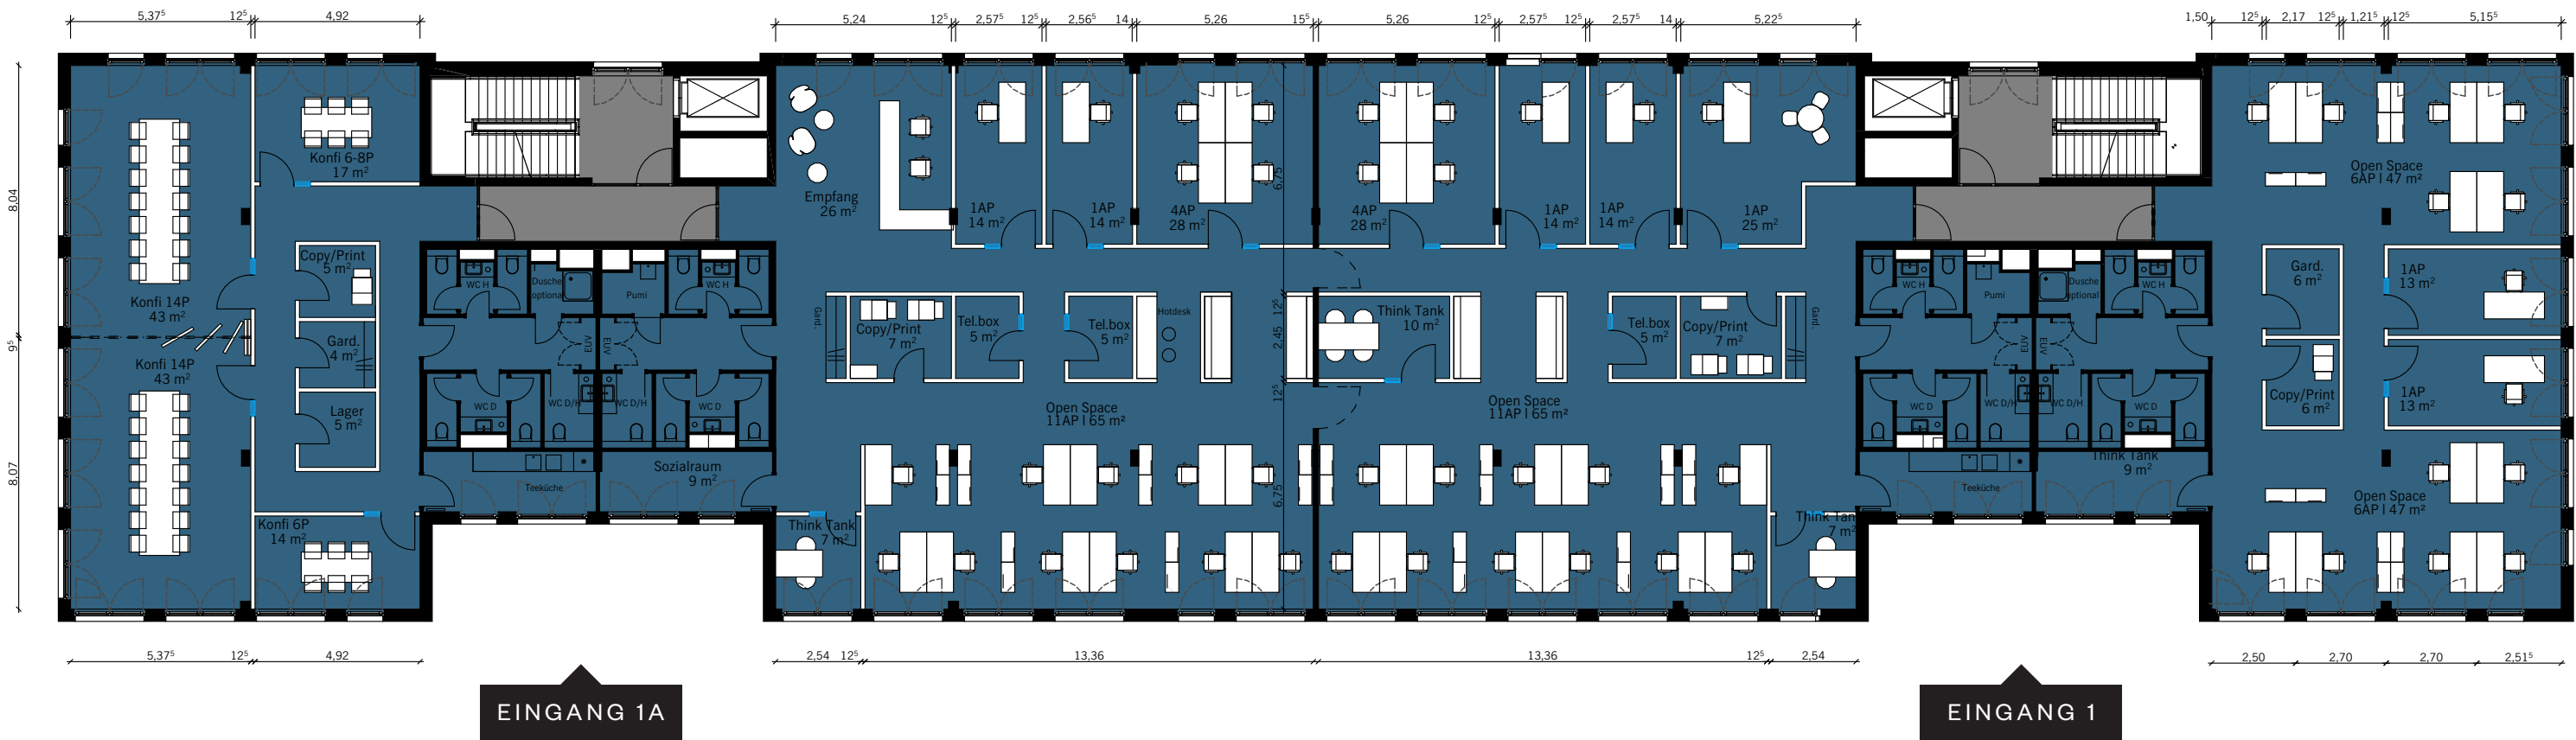 5,37⁵ 12⁵ 4,92
5,24 12⁵ 2,57⁵ 12⁵ 2,56⁵ 14 5,26 15⁵ 5,26 12⁵ 2,57⁵ 12⁵ 2,57⁵ 14 5,22⁵
1,50 12⁵ 2,17 12⁵ 1,21⁵ 12⁵ 5,15⁵
8,04
9⁵
8,07
Konfi 6-8P
17 m²
Konfi 14P
43 m²
Konfi 14P
43 m²
Copy/Print
5 m²
Gard.
4 m²
Lager
5 m²
Konfi 6P
14 m²
WC H
Dusche
optional
Pumi
WC H
EUV
EUV
WC D
WC D/H
WC D/H
WC D
Teeküche
Sozialraum
9 m²
Empfang
26 m²
1AP
14 m²
1AP
14 m²
4AP
28 m²
6,75
4AP
28 m²
1AP
14 m²
1AP
14 m²
1AP
25 m²
Gard.
Copy/Print
7 m²
Tel.box
5 m²
Tel.box
5 m²
Hotdesk
12⁵
2,45
12⁵
Think Tank
10 m²
Tel.box
5 m²
Copy/Print
7 m²
Gard.
Open Space
11AP I 65 m²
Open Space
11AP I 65 m²
6,75
Think Tank
7 m²
Think Tan
7 m²
WC H
Pumi
Dusche
optional
WC H
EUV
EUV
WC D
WC D/H
WC D/H
WC D
Teeküche
Think Tank
9 m²
Open Space
6AP I 47 m²
Gard.
6 m²
1AP
13 m²
Copy/Print
6 m²
1AP
13 m²
Open Space
6AP I 47 m²
5,37⁵ 12⁵ 4,92
2,54 12⁵ 13,36 13,36 12⁵ 2,54
2,50 2,70 2,70 2,51⁵
EINGANG 1A
EINGANG 1